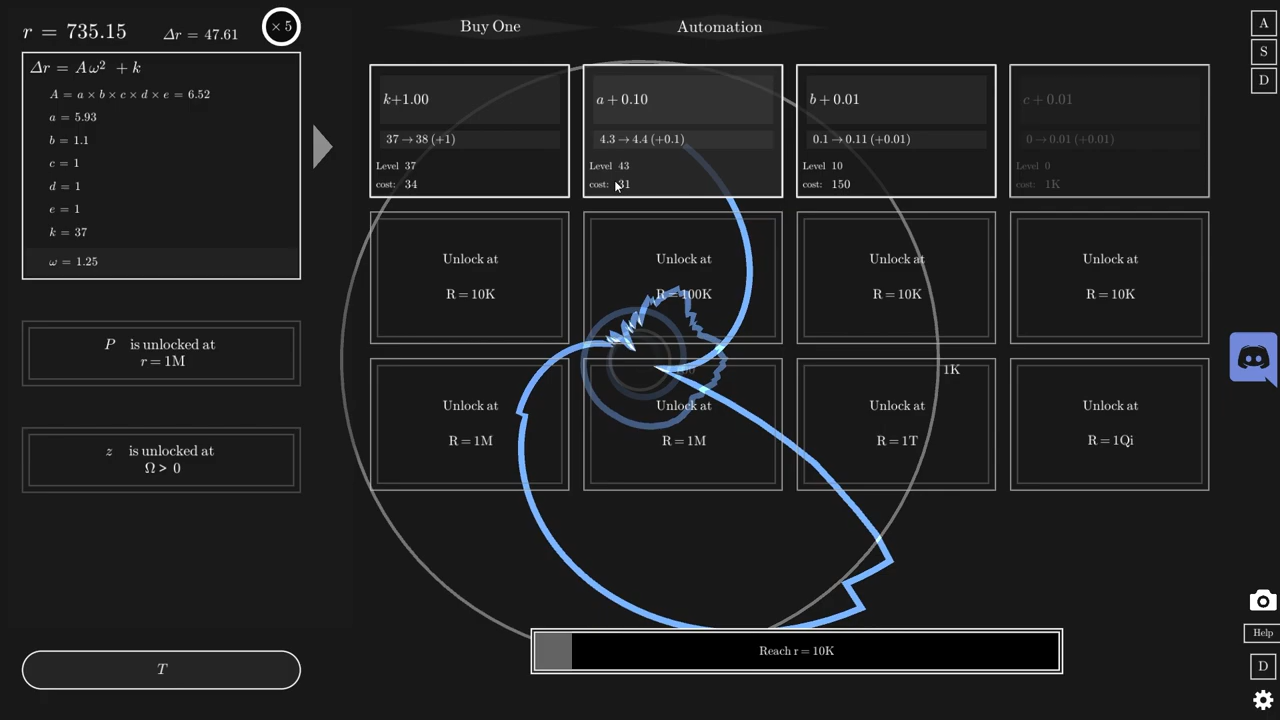 r = 735.15 Δr = 47.61 × 5
Δr = Aω² + k
A = a × b × c × d × e = 6.52
a = 5.93
b = 1.1
c = 1
d = 1
e = 1
k = 37
ω = 1.25
P is unlocked at
r = 1M
z is unlocked at
Ω > 0
T
Buy One Automation
k+1.00
37 → 38 (+1)
Level 37
cost: 34
a + 0.10
4.3 → 4.4 (+0.1)
Level 43
cost: 31
b + 0.01
0.1 → 0.11 (+0.01)
Level 10
cost: 150
c + 0.01
0 → 0.01 (+0.01)
Level 0
cost: 1K
Unlock at
R = 10K
Unlock at
R = 100K
Unlock at
R = 10K
Unlock at
R = 10K
100
1K
Unlock at
R = 1M
Unlock at
R = 1M
Unlock at
R = 1T
Unlock at
R = 1Qi
Reach r = 10K
A
S
D
Help
D